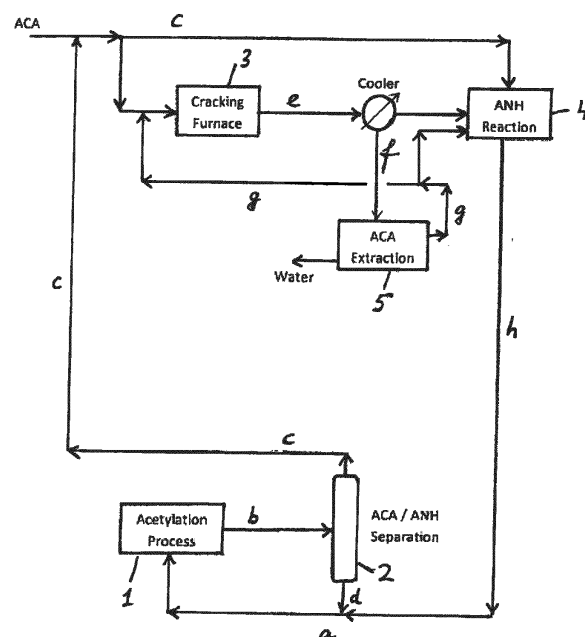 ACA
c
3
Cracking
Furnace
e
Cooler
ANH
Reaction
4
f
g
g
ACA
Extraction
Water
5
c
h
c
Acetylation
Process
b
ACA / ANH
Separation
1
2
d
a